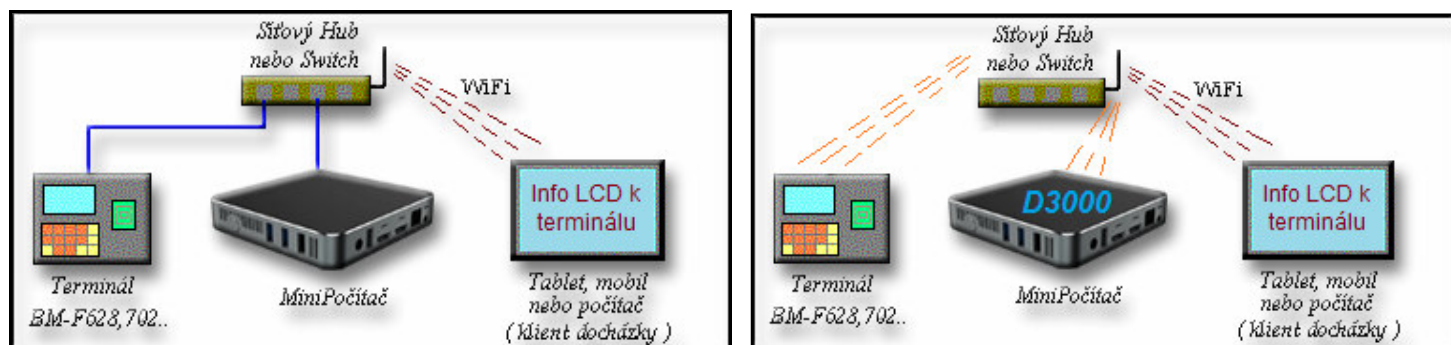 Síťový Hub
nebo Switch
WiFi
Info LCD k
terminálu
Terminál
BM-F628,702..
MiniPočítač
Tablet, mobil
nebo počítač
( klient docházky )
Síťový Hub
nebo Switch
WiFi
D3000
Info LCD k
terminálu
Terminál
BM-F628,702..
MiniPočítač
Tablet, mobil
nebo počítač
( klient docházky )